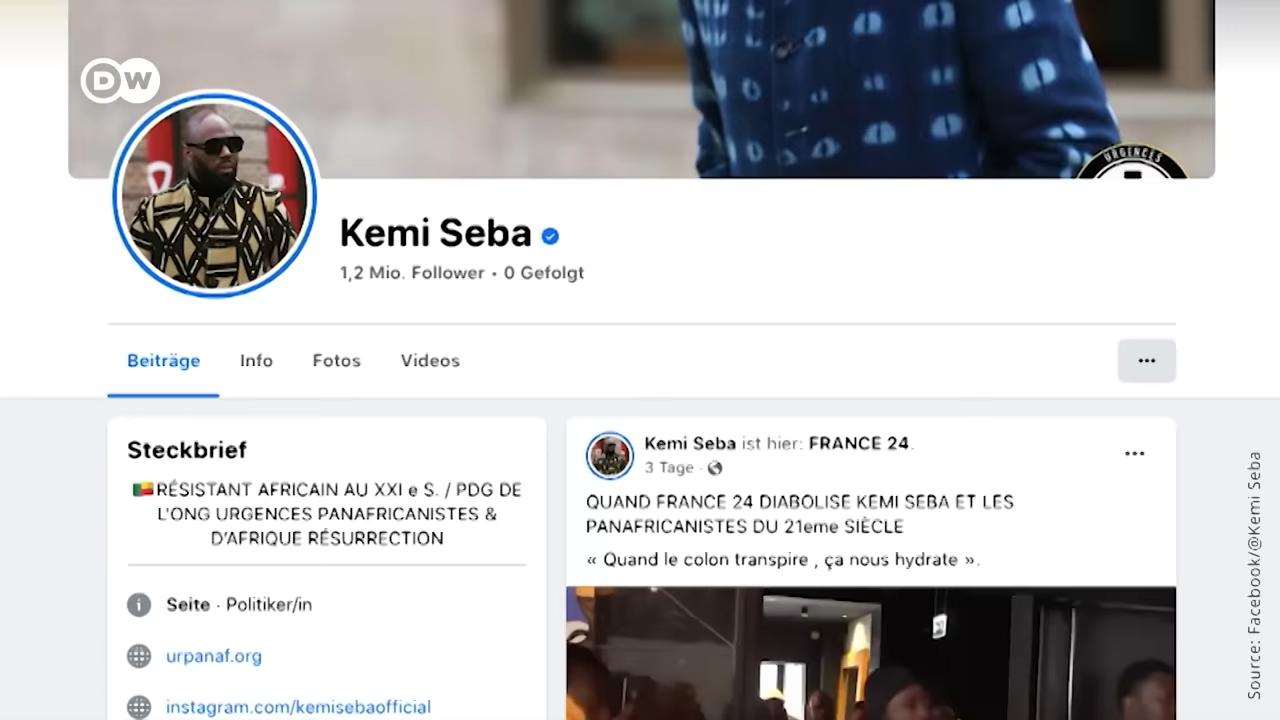 DW
URGENCES
Kemi Seba
1,2 Mio. Follower • 0 Gefolgt
Beiträge
Info
Fotos
Videos
Steckbrief
RÉSISTANT AFRICAIN AU XXI e S. / PDG DE
L'ONG URGENCES PANAFRICANISTES &
D'AFRIQUE RÉSURRECTION
Seite · Politiker/in
urpanaf.org
instagram.com/kemisebaofficial
Kemi Seba ist hier: FRANCE 24.
3 Tage ·
QUAND FRANCE 24 DIABOLISE KEMI SEBA ET LES
PANAFRICANISTES DU 21eme SIÈCLE
« Quand le colon transpire , ça nous hydrate ».
Source: Facebook/@Kemi Seba